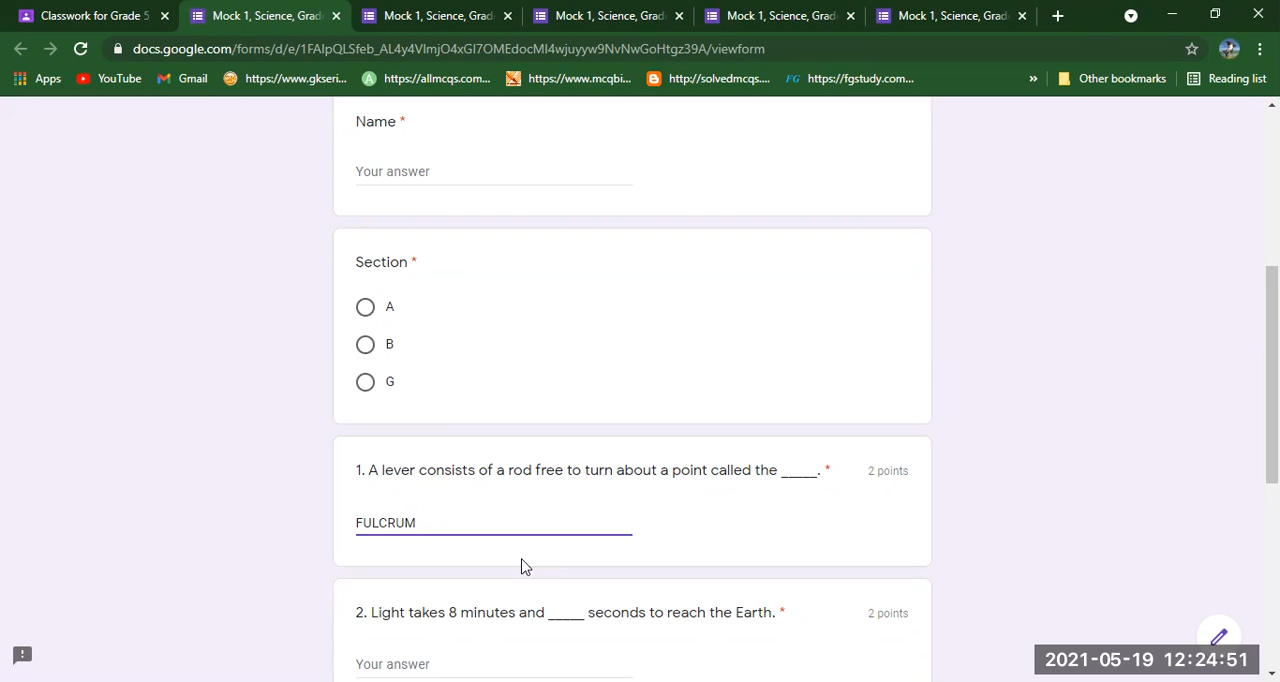 Classwork for Grade 5
Mock 1, Science, Grad
Mock 1, Science, Grad
Mock 1, Science, Grad
Mock 1, Science, Grad
Mock 1, Science, Grad
docs.google.com/forms/d/e/1FAIpQLSfeb_AL4y4VlmjO4xGI7OMEdocMI4wjuyyw9NvNwGoHtgz39A/viewform
Apps YouTube Gmail https://www.gkseri... https://allmcqs.com... https://www.mcqbi... http://solvedmcqs.... FG https://fgstudy.com... » Other bookmarks Reading list
Name *
Your answer
Section *
A
B
G
1. A lever consists of a rod free to turn about a point called the _____. * 2 points
FULCRUM
2. Light takes 8 minutes and _____ seconds to reach the Earth. * 2 points
Your answer
2021-05-19 12:24:51